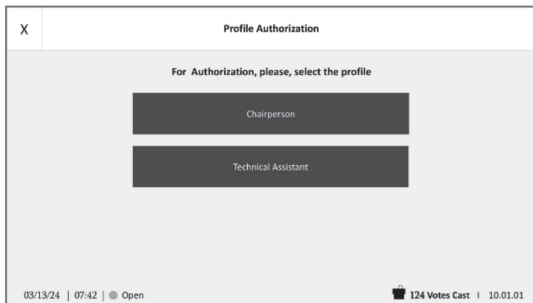 X
Profile Authorization
For Authorization, please, select the profile
Chairperson
Technical Assistant
03/13/24 | 07:42 | Open
124 Votes Cast | 10.01.01